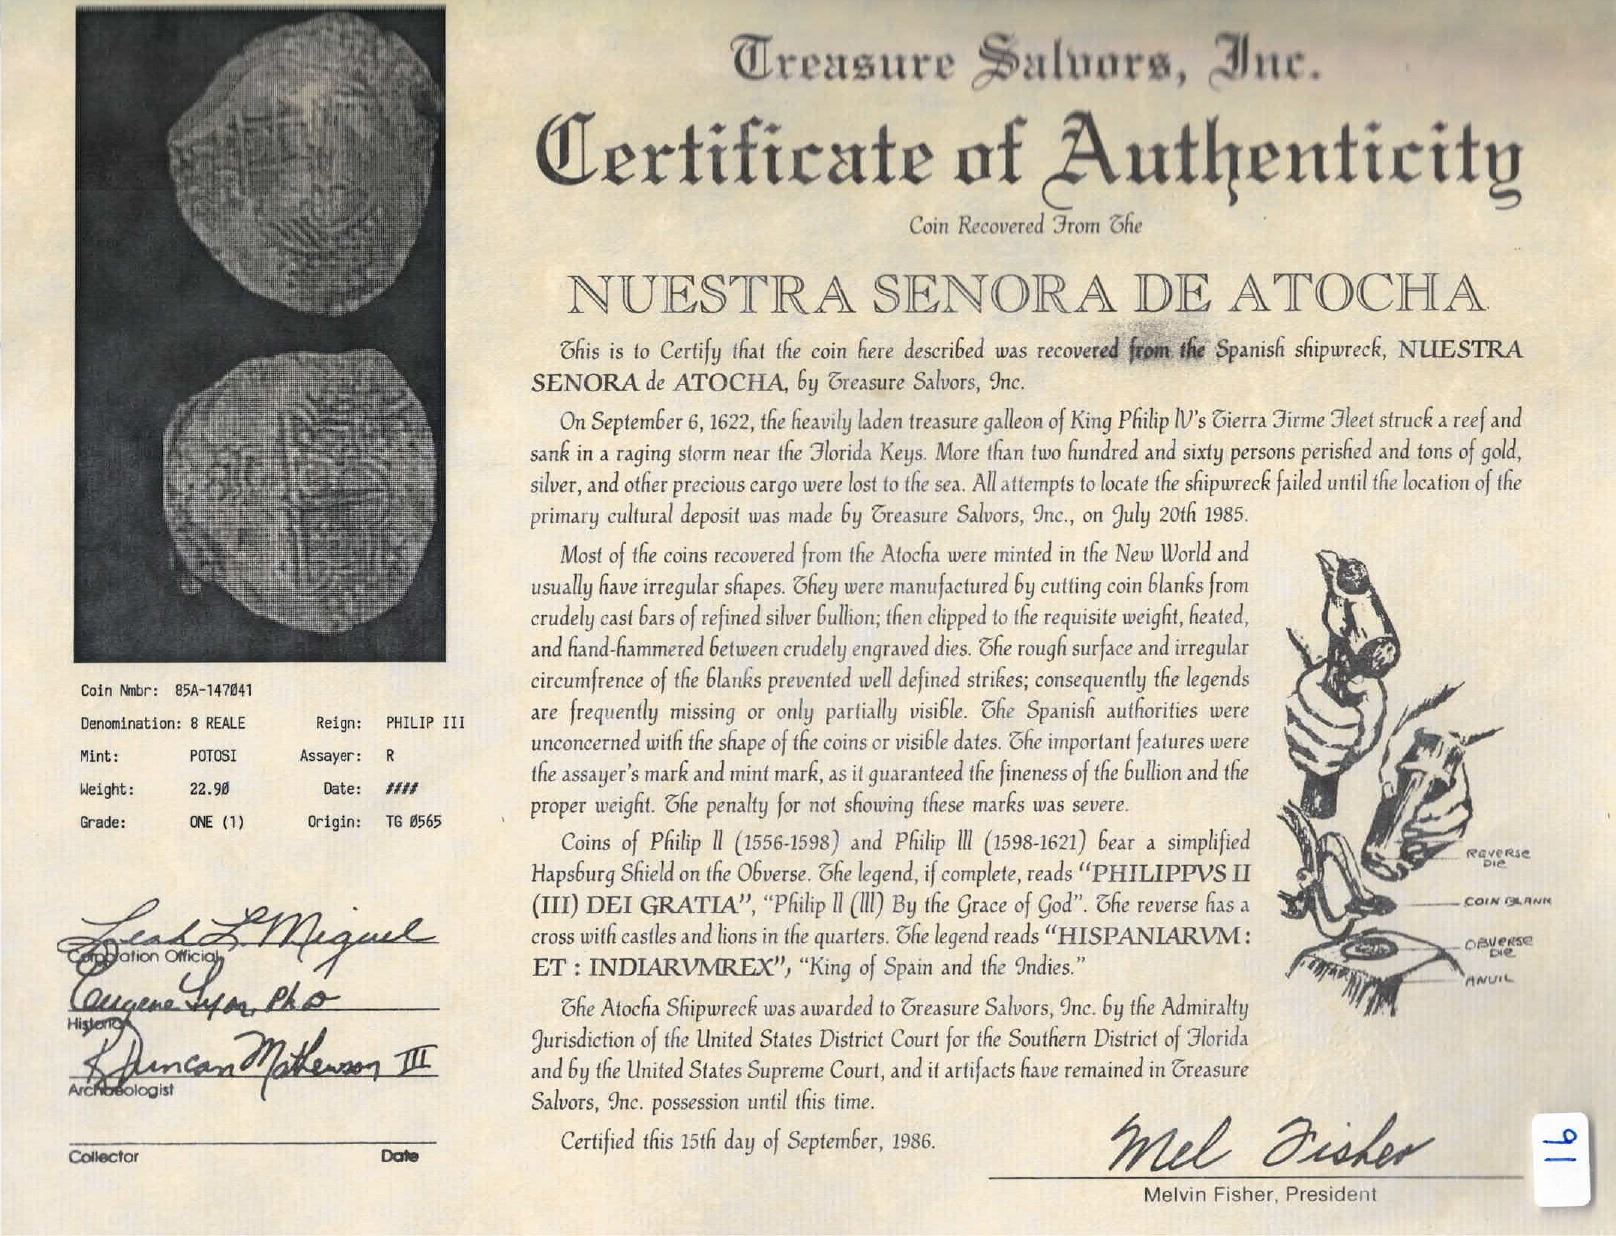 Treasure Salvors, Inc.
Certificate of Authenticity
Coin Recovered From The
NUESTRA SENORA DE ATOCHA
This is to Certify that the coin here described was recovered from the Spanish shipwreck, NUESTRA
SENORA de ATOCHA, by Treasure Salvors, Inc.
On September 6, 1622, the heavily laden treasure galleon of King Philip IV's Tierra Firme Fleet struck a reef and
sank in a raging storm near the Florida Keys. More than two hundred and sixty persons perished and tons of gold,
silver, and other precious cargo were lost to the sea. All attempts to locate the shipwreck failed until the location of the
primary cultural deposit was made by Treasure Salvors, Inc., on July 20th 1985.
Most of the coins recovered from the Atocha were minted in the New World and
usually have irregular shapes. They were manufactured by cutting coin blanks from
crudely cast bars of refined silver bullion; then clipped to the requisite weight, heated,
and hand-hammered between crudely engraved dies. The rough surface and irregular
circumfrence of the blanks prevented well defined strikes; consequently the legends
are frequently missing or only partially visible. The Spanish authorities were
unconcerned with the shape of the coins or visible dates. The important features were
the assayer's mark and mint mark, as it guaranteed the fineness of the bullion and the
proper weight. The penalty for not showing these marks was severe.
Coins of Philip II (1556-1598) and Philip III (1598-1621) bear a simplified
Hapsburg Shield on the Obverse. The legend, if complete, reads "PHILIPPVS II
(III) DEI GRATIA", "Philip II (III) By the Grace of God". The reverse has a
cross with castles and lions in the quarters. The legend reads "HISPANIARVM :
ET : INDIARVMREX", "King of Spain and the Indies."
The Atocha Shipwreck was awarded to Treasure Salvors, Inc. by the Admiralty
Jurisdiction of the United States District Court for the Southern District of Florida
and by the United States Supreme Court, and it artifacts have remained in Treasure
Salvors, Inc. possession until this time.
Certified this 15th day of September, 1986.
Mel Fisher
Melvin Fisher, President
REVERSE
DIE
COIN BLANK
OBVERSE
DIE
ANVIL
Coin Nmbr: 85A-147041
Denomination: 8 REALE Reign: PHILIP III
Mint: POTOSI Assayer: R
Weight: 22.90 Date: ####
Grade: ONE (1) Origin: TG 0565
Leah L. Miguel
Corporation Official
Eugene Lyon, Ph D
Historian
R Duncan Mathewson III
Archaeologist
Collector Date
91